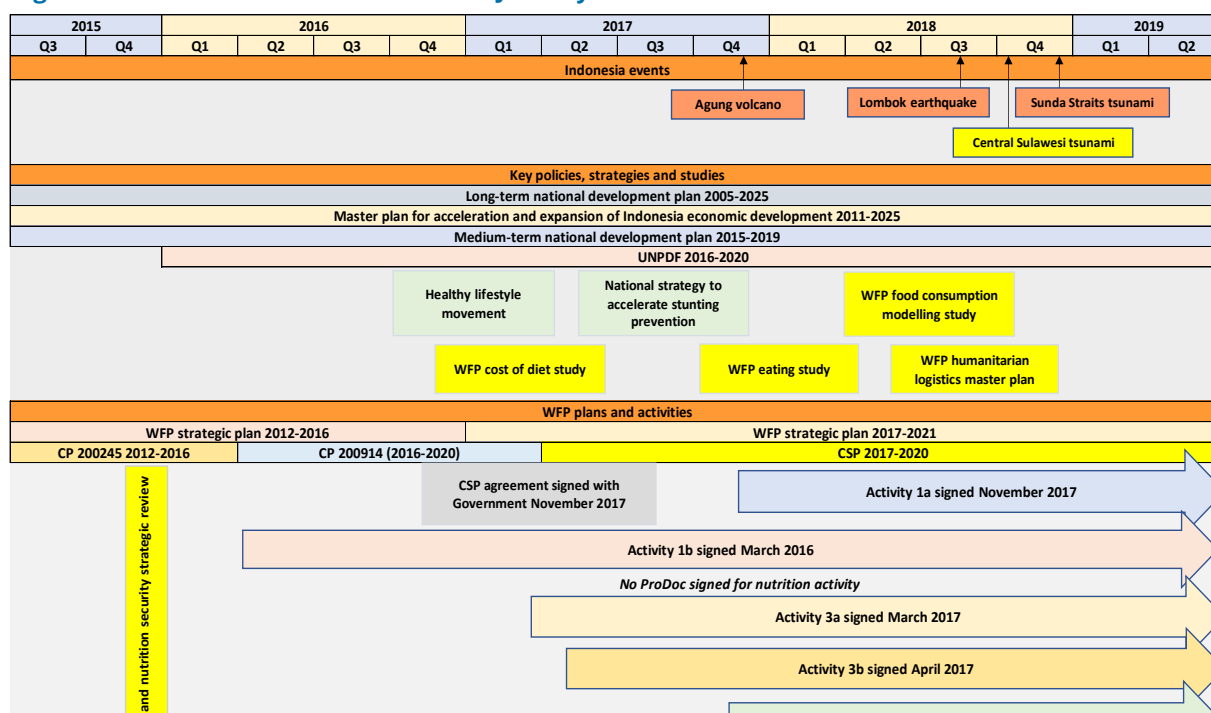 2015 2016 2017 2018 2019
Q3 Q4 Q1 Q2 Q3 Q4 Q1 Q2 Q3 Q4 Q1 Q2 Q3 Q4 Q1 Q2
Indonesia events
Agung volcano
Lombok earthquake
Sunda Straits tsunami
Central Sulawesi tsunami
Key policies, strategies and studies
Long-term national development plan 2005-2025
Master plan for acceleration and expansion of Indonesia economic development 2011-2025
Medium-term national development plan 2015-2019
UNPDF 2016-2020
Healthy lifestyle
movement
National strategy to
accelerate stunting
prevention
WFP food consumption
modelling study
WFP cost of diet study
WFP eating study
WFP humanitarian
logistics master plan
WFP plans and activities
WFP strategic plan 2012-2016
WFP strategic plan 2017-2021
CP 200245 2012-2016
CP 200914 (2016-2020)
CSP 2017-2020
and nutrition security strategic review
CSP agreement signed with
Government November 2017
Activity 1a signed November 2017
Activity 1b signed March 2016
No ProDoc signed for nutrition activity
Activity 3a signed March 2017
Activity 3b signed April 2017